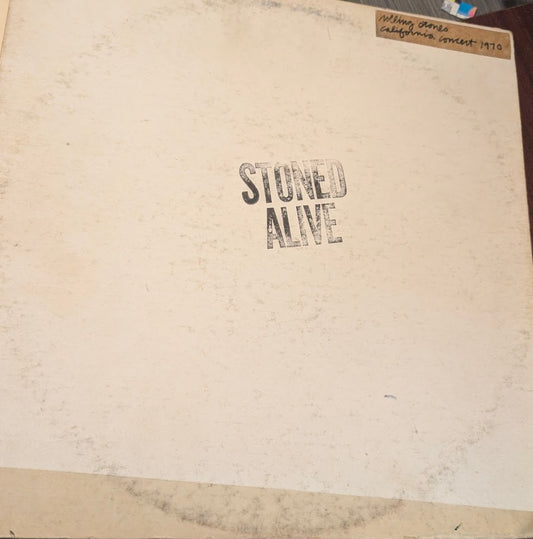 rolling stones
california concert 1970
STONED
ALIVE